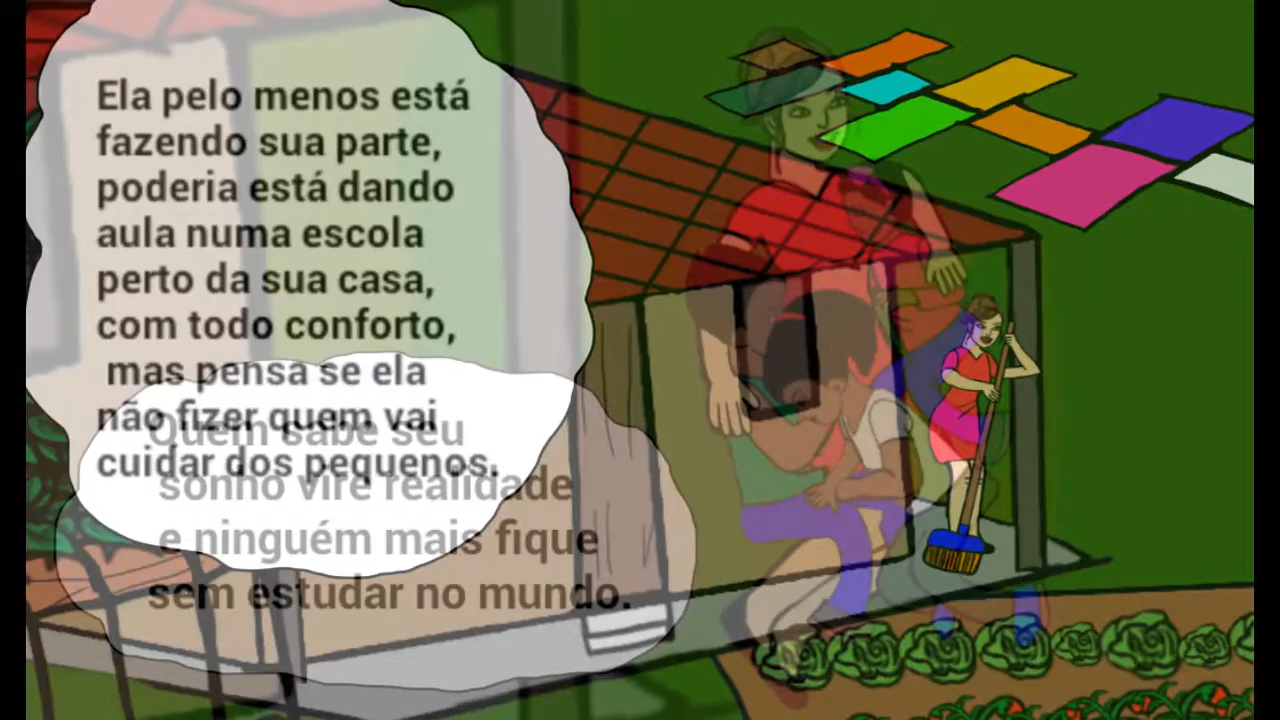 Ela pelo menos está
fazendo sua parte,
poderia está dando
aula numa escola
perto da sua casa,
com todo conforto,
mas pensa se ela
não fizer quem vai
cuidar dos pequenos.
Quem sabe seu
sonho vire realidade
e ninguém mais fique
sem estudar no mundo.